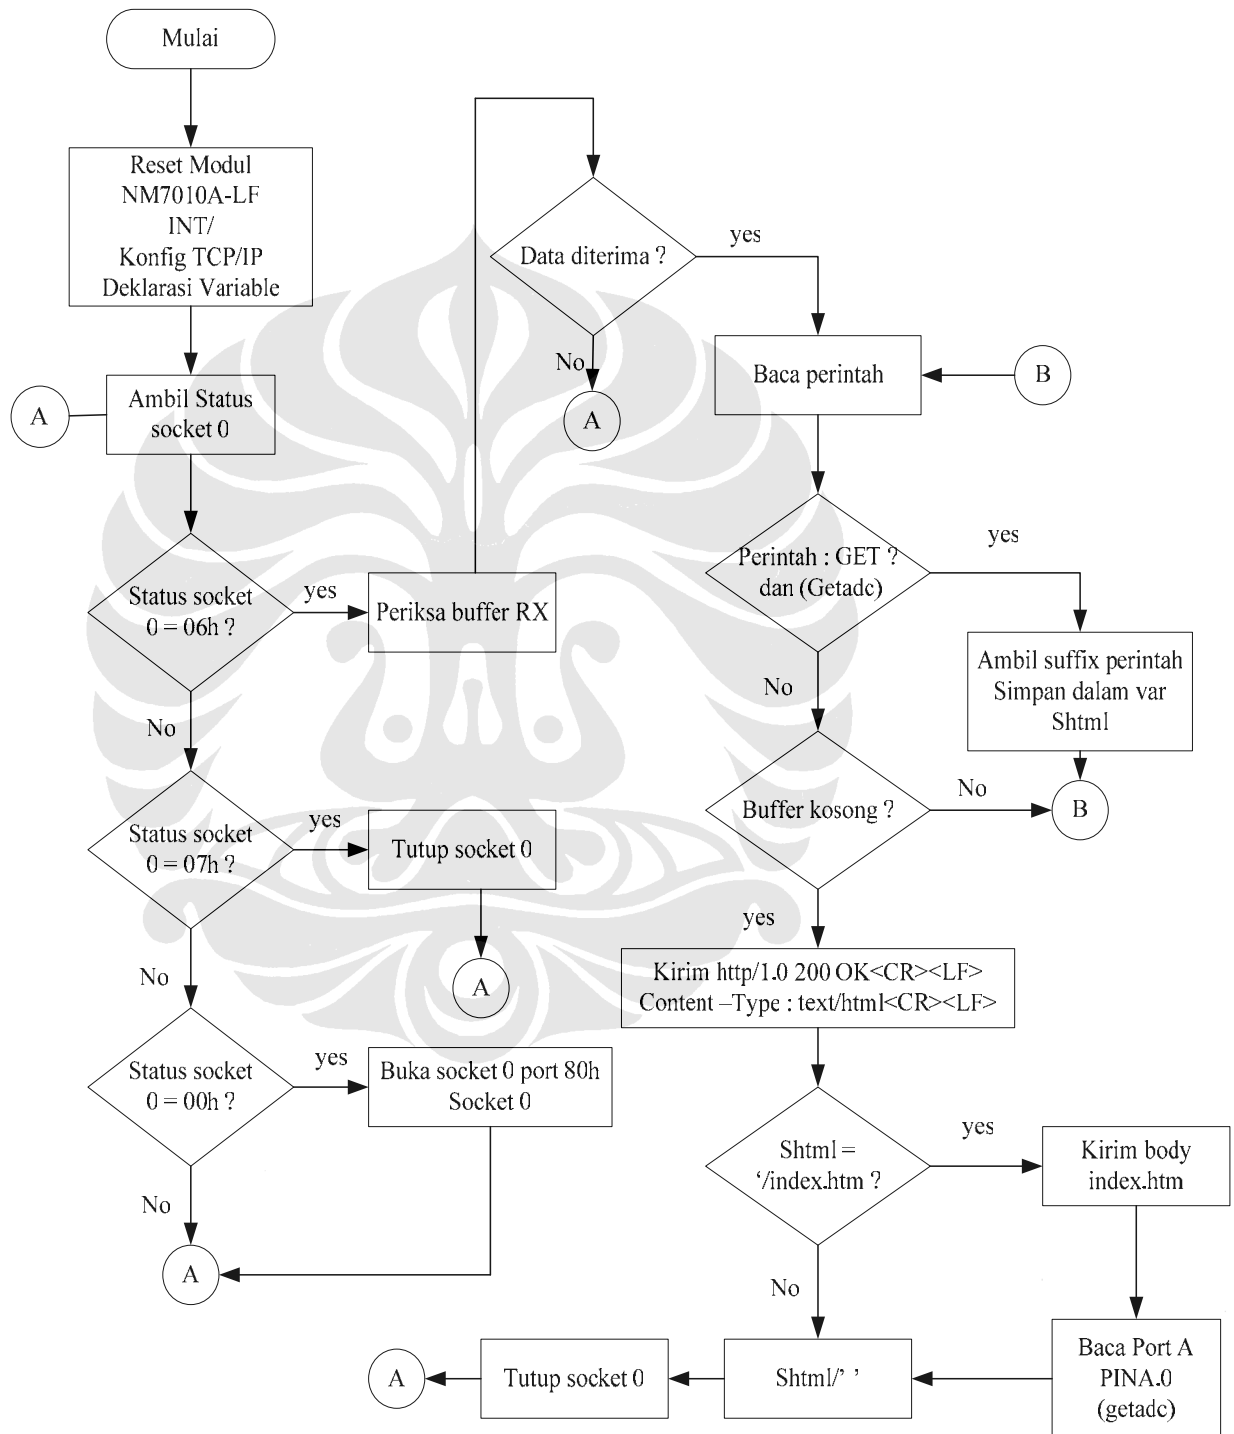 Mulai
Reset Modul
NM7010A-LF
INT/
Konfig TCP/IP
Deklarasi Variable
A
Ambil Status
socket 0
Status socket
0 = 06h ?
yes
Periksa buffer RX
No
Status socket
0 = 07h ?
yes
Tutup socket 0
A
No
Status socket
0 = 00h ?
yes
Buka socket 0 port 80h
Socket 0
No
A
Data diterima ?
yes
No
A
Baca perintah
B
Perintah : GET ?
dan (Getadc)
yes
Ambil suffix perintah
Simpan dalam var
Shtml
No
Buffer kosong ?
No
B
yes
Kirim http/1.0 200 OK<CR><LF>
Content –Type : text/html<CR><LF>
Shtml =
‘/index.htm ?
yes
Kirim body
index.htm
No
Baca Port A
PINA.0
(getadc)
Shtml/’ ’
Tutup socket 0
A